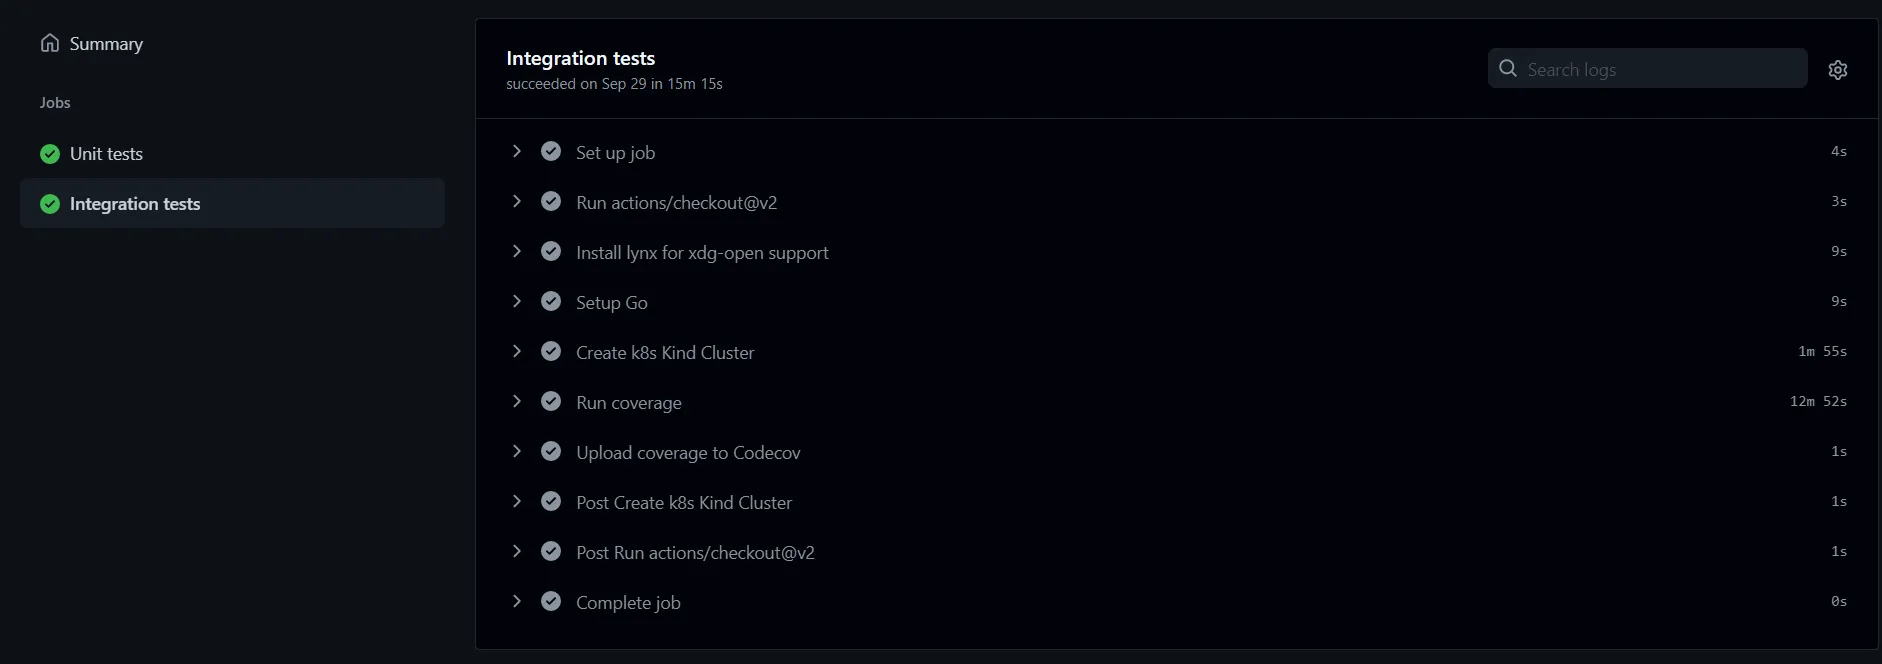 Summary
Jobs
Unit tests
Integration tests
Integration tests
succeeded on Sep 29 in 15m 15s
Search logs
Set up job 4s
Run actions/checkout@v2 3s
Install lynx for xdg-open support 9s
Setup Go 9s
Create k8s Kind Cluster 1m 55s
Run coverage 12m 52s
Upload coverage to Codecov 1s
Post Create k8s Kind Cluster 1s
Post Run actions/checkout@v2 1s
Complete job 0s